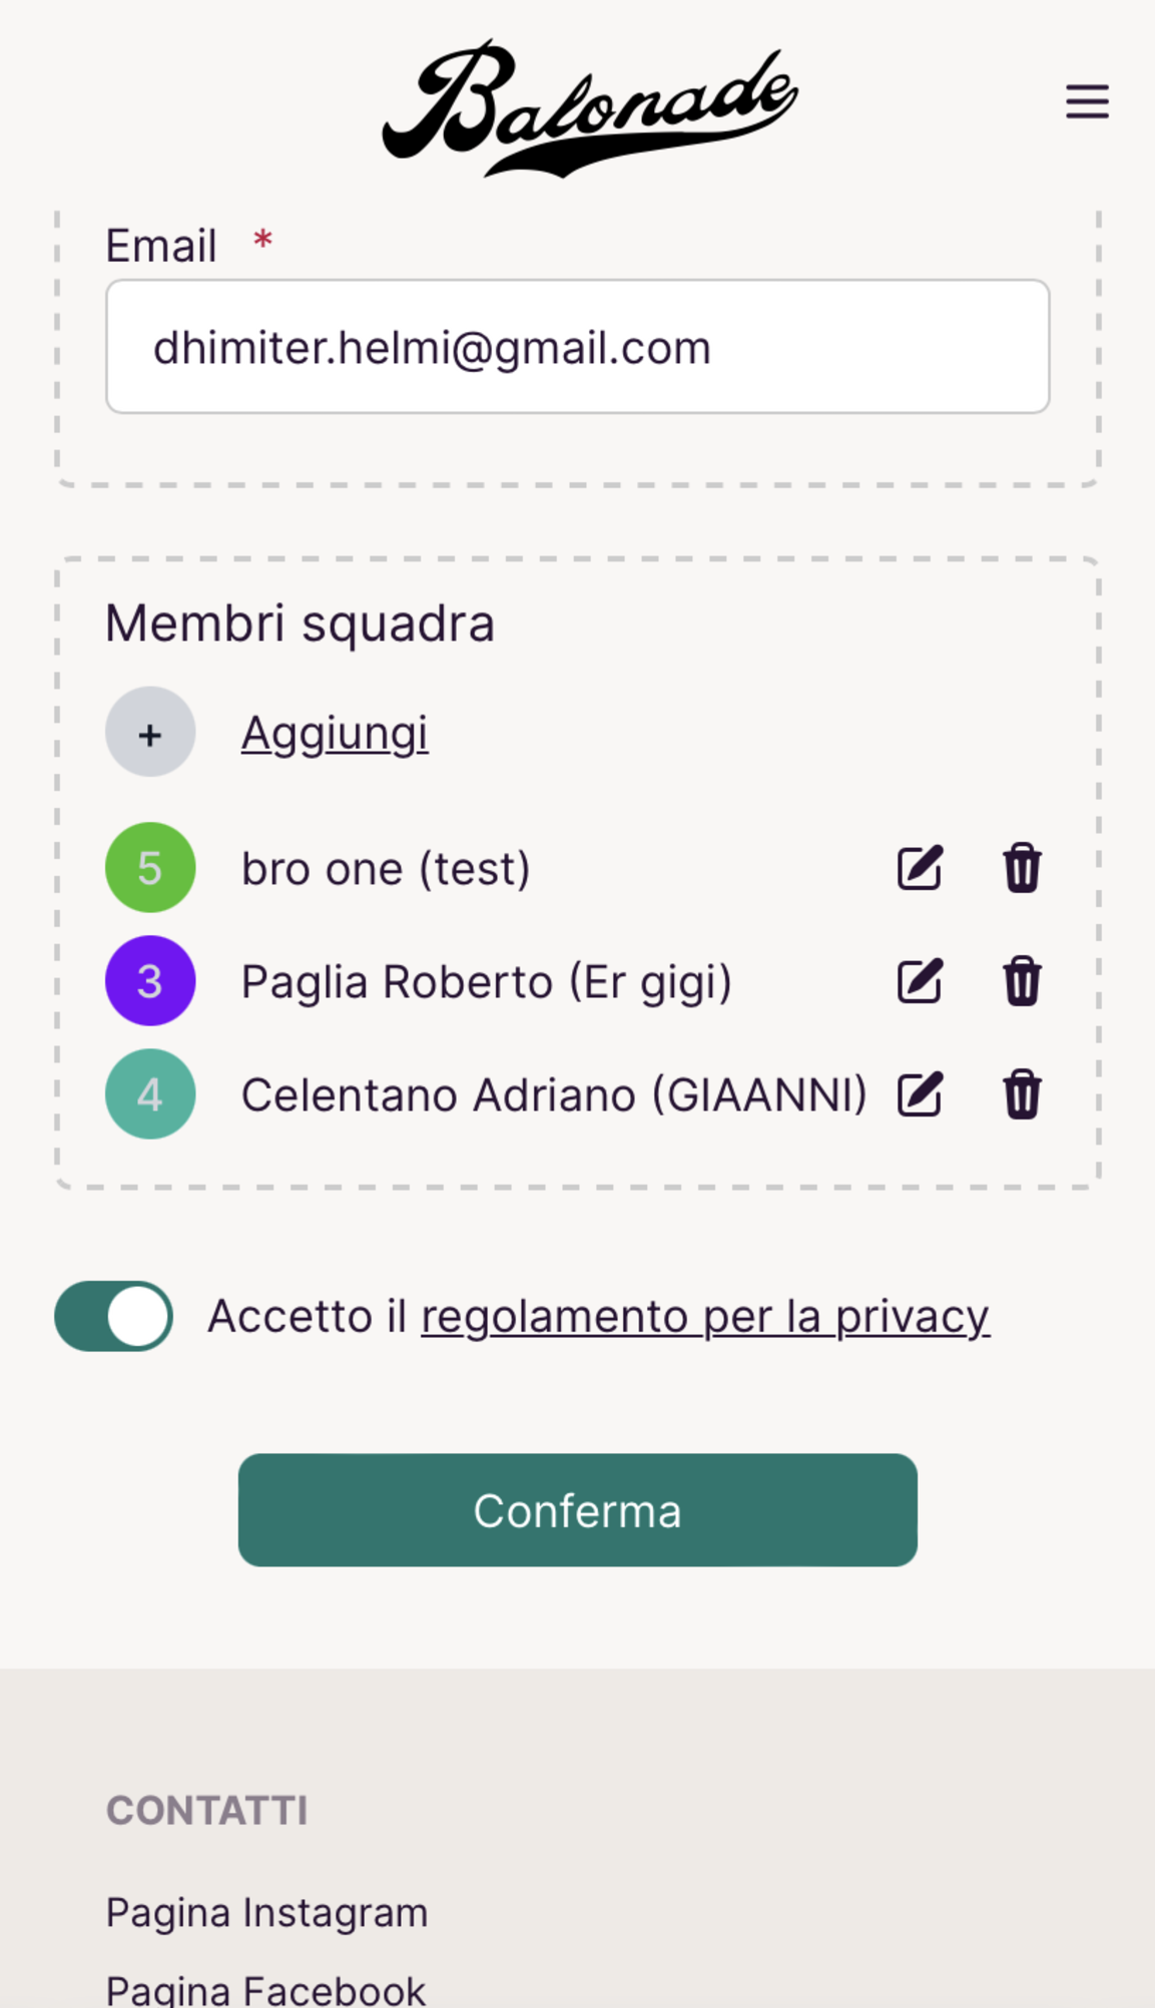 Balonade
Email *
dhimiter.helmi@gmail.com
Membri squadra
+ Aggiungi
5 bro one (test)
3 Paglia Roberto (Er gigi)
4 Celentano Adriano (GIAANNI)
Accetto il regolamento per la privacy
Conferma
CONTATTI
Pagina Instagram
Pagina Facebook